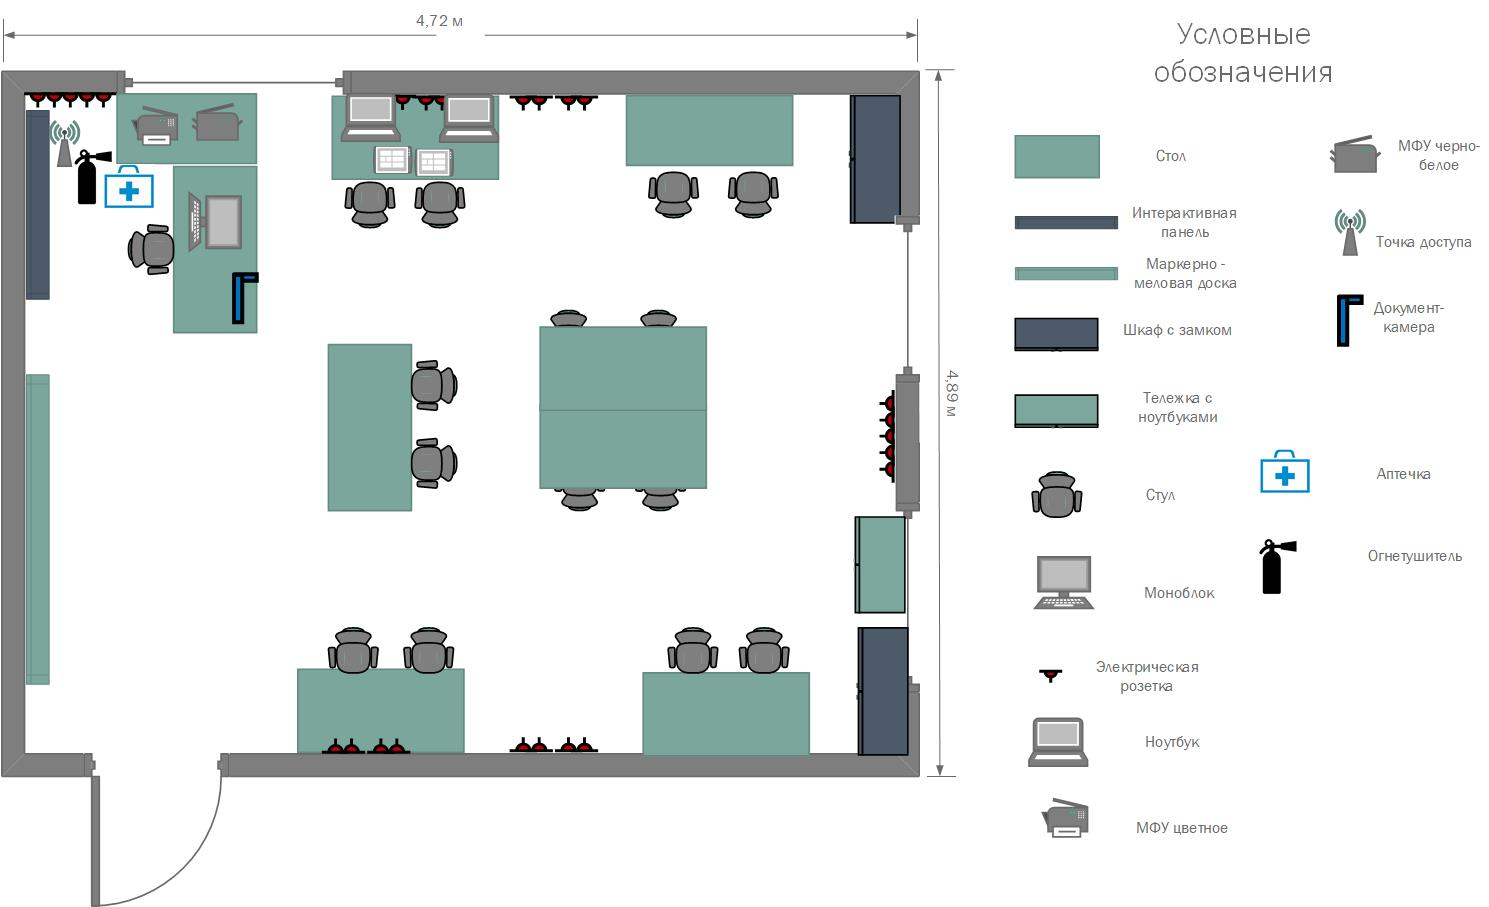 4,72 м
Условные
обозначения
Стол
МФУ черно-
белое
Интерактивная
панель
Точка доступа
Маркерно -
меловая доска
Шкаф с замком
Документ-
камера
4,89 м
Тележка с
ноутбуками
Стул
Аптечка
Моноблок
Огнетушитель
Электрическая
розетка
Ноутбук
МФУ цветное